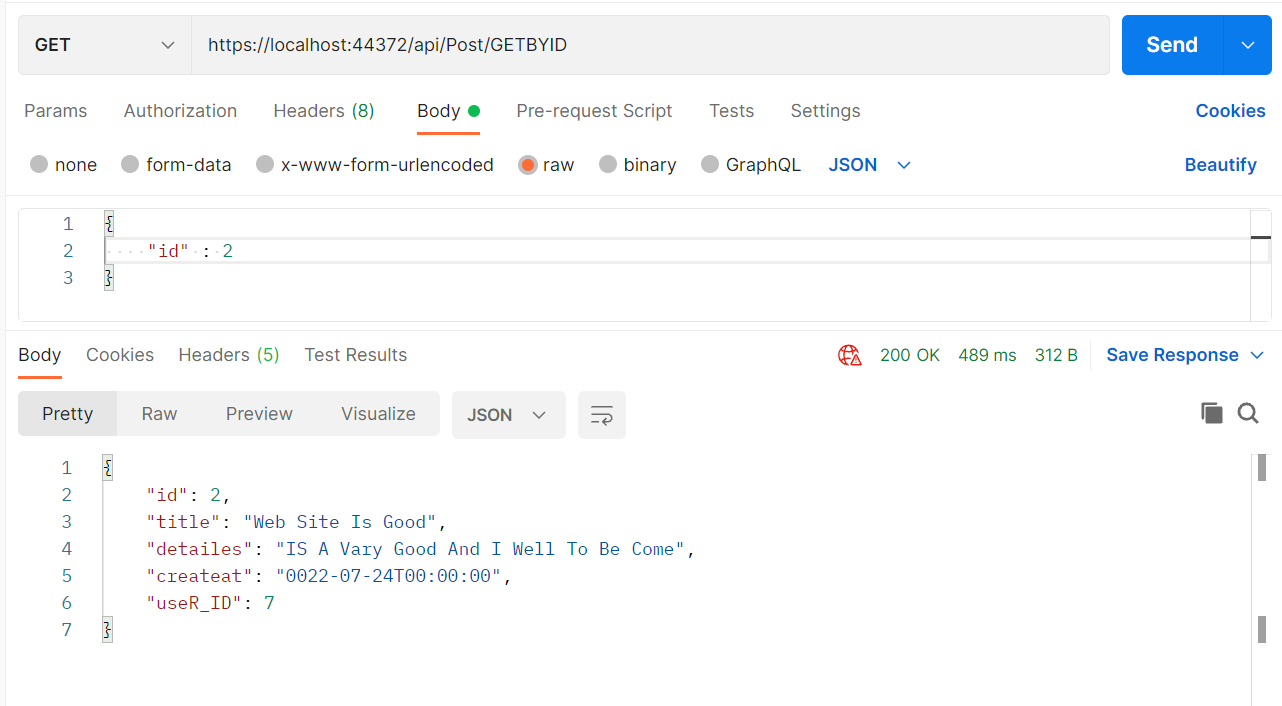 GET https://localhost:44372/api/Post/GETBYID Send
Params Authorization Headers (8) Body Pre-request Script Tests Settings Cookies
none form-data x-www-form-urlencoded raw binary GraphQL JSON Beautify
1 {
2 "id" : 2
3 }
Body Cookies Headers (5) Test Results 200 OK 489 ms 312 B Save Response
Pretty Raw Preview Visualize JSON
1 {
2 "id": 2,
3 "title": "Web Site Is Good",
4 "detailes": "IS A Vary Good And I Well To Be Come",
5 "createat": "0022-07-24T00:00:00",
6 "useR_ID": 7
7 }